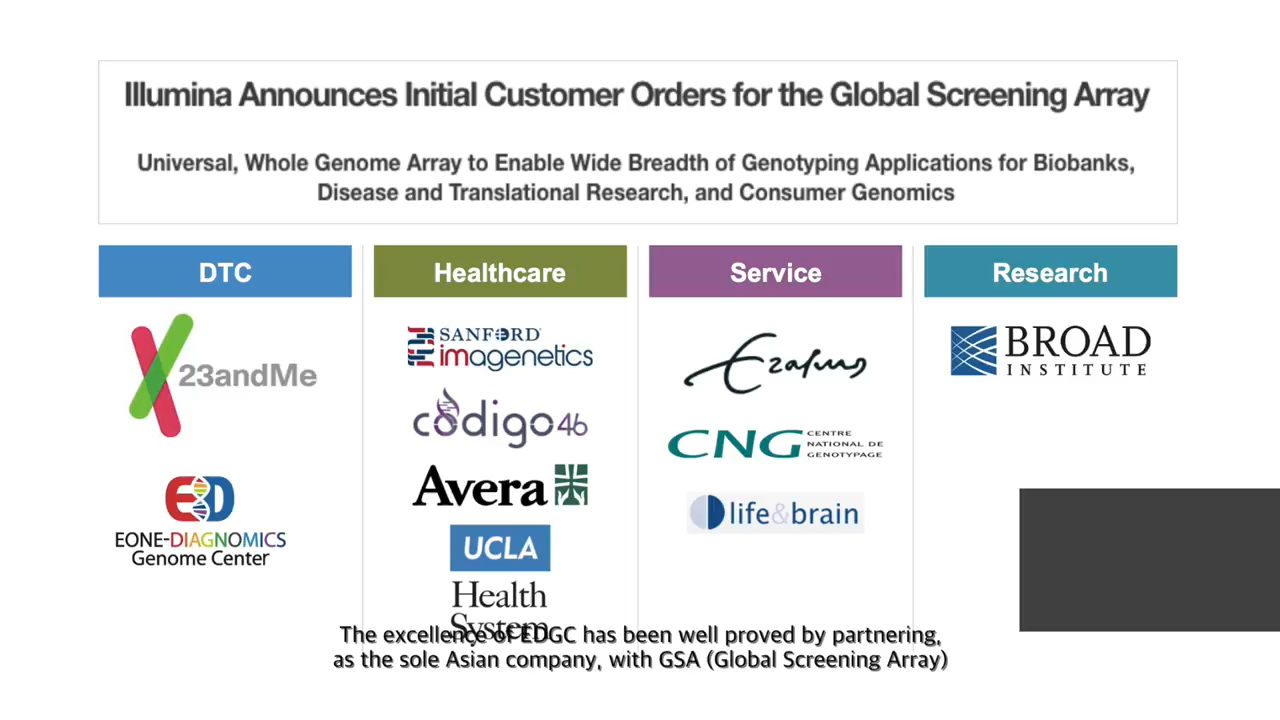 Illumina Announces Initial Customer Orders for the Global Screening Array
Universal, Whole Genome Array to Enable Wide Breadth of Genotyping Applications for Biobanks,
Disease and Translational Research, and Consumer Genomics
DTC
23andMe
EONE-DIAGNOMICS
Genome Center
Healthcare
SANFORD
imagenetics
código46
Avera
UCLA
Health
System
Service
Erasmus
CNG CENTRE
NATIONAL DE
GENOTYPAGE
life&brain
Research
BROAD
INSTITUTE
The excellence of EDGC has been well proved by partnering,
as the sole Asian company, with GSA (Global Screening Array)